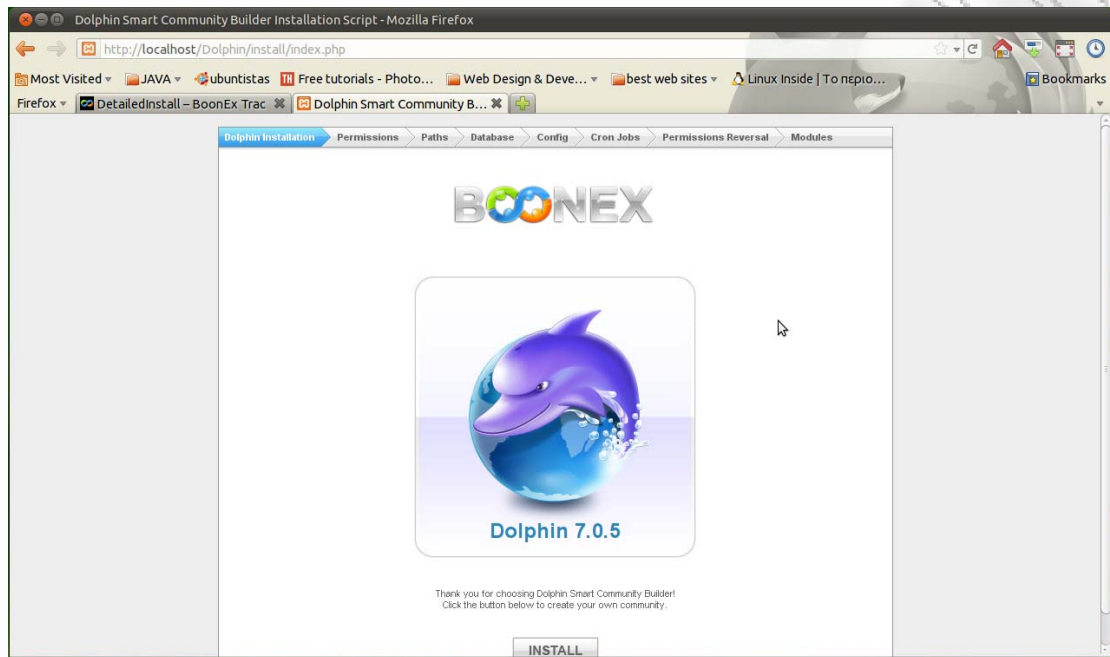 Dolphin Smart Community Builder Installation Script - Mozilla Firefox
http://localhost/Dolphin/install/index.php
Most Visited JAVA ubuntistas TH Free tutorials - Photo... Web Design & Deve... best web sites Linux Inside | Το περιο... Bookmarks
Firefox DetailedInstall – BoonEx Trac Dolphin Smart Community B...
Dolphin Installation Permissions Paths Database Config Cron Jobs Permissions Reversal Modules
BOONEX
Dolphin 7.0.5
Thank you for choosing Dolphin Smart Community Builder!
Click the button below to create your own community.
INSTALL